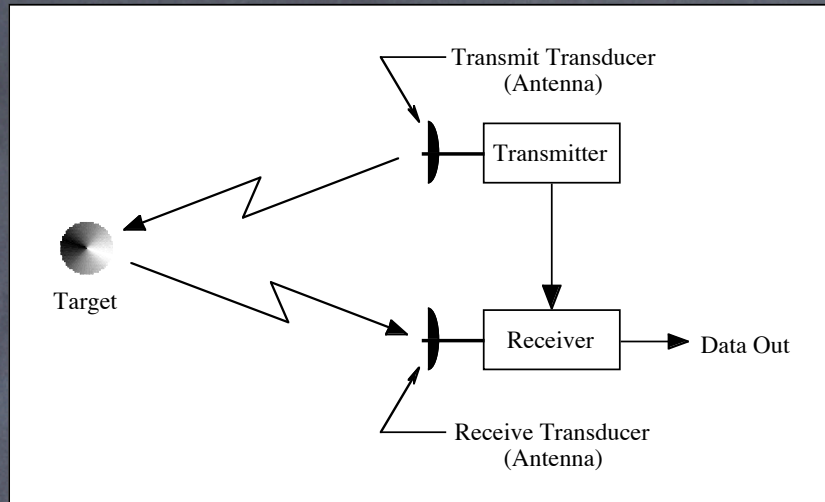 Transmit Transducer
(Antenna)
Transmitter
Target
Receiver
Data Out
Receive Transducer
(Antenna)